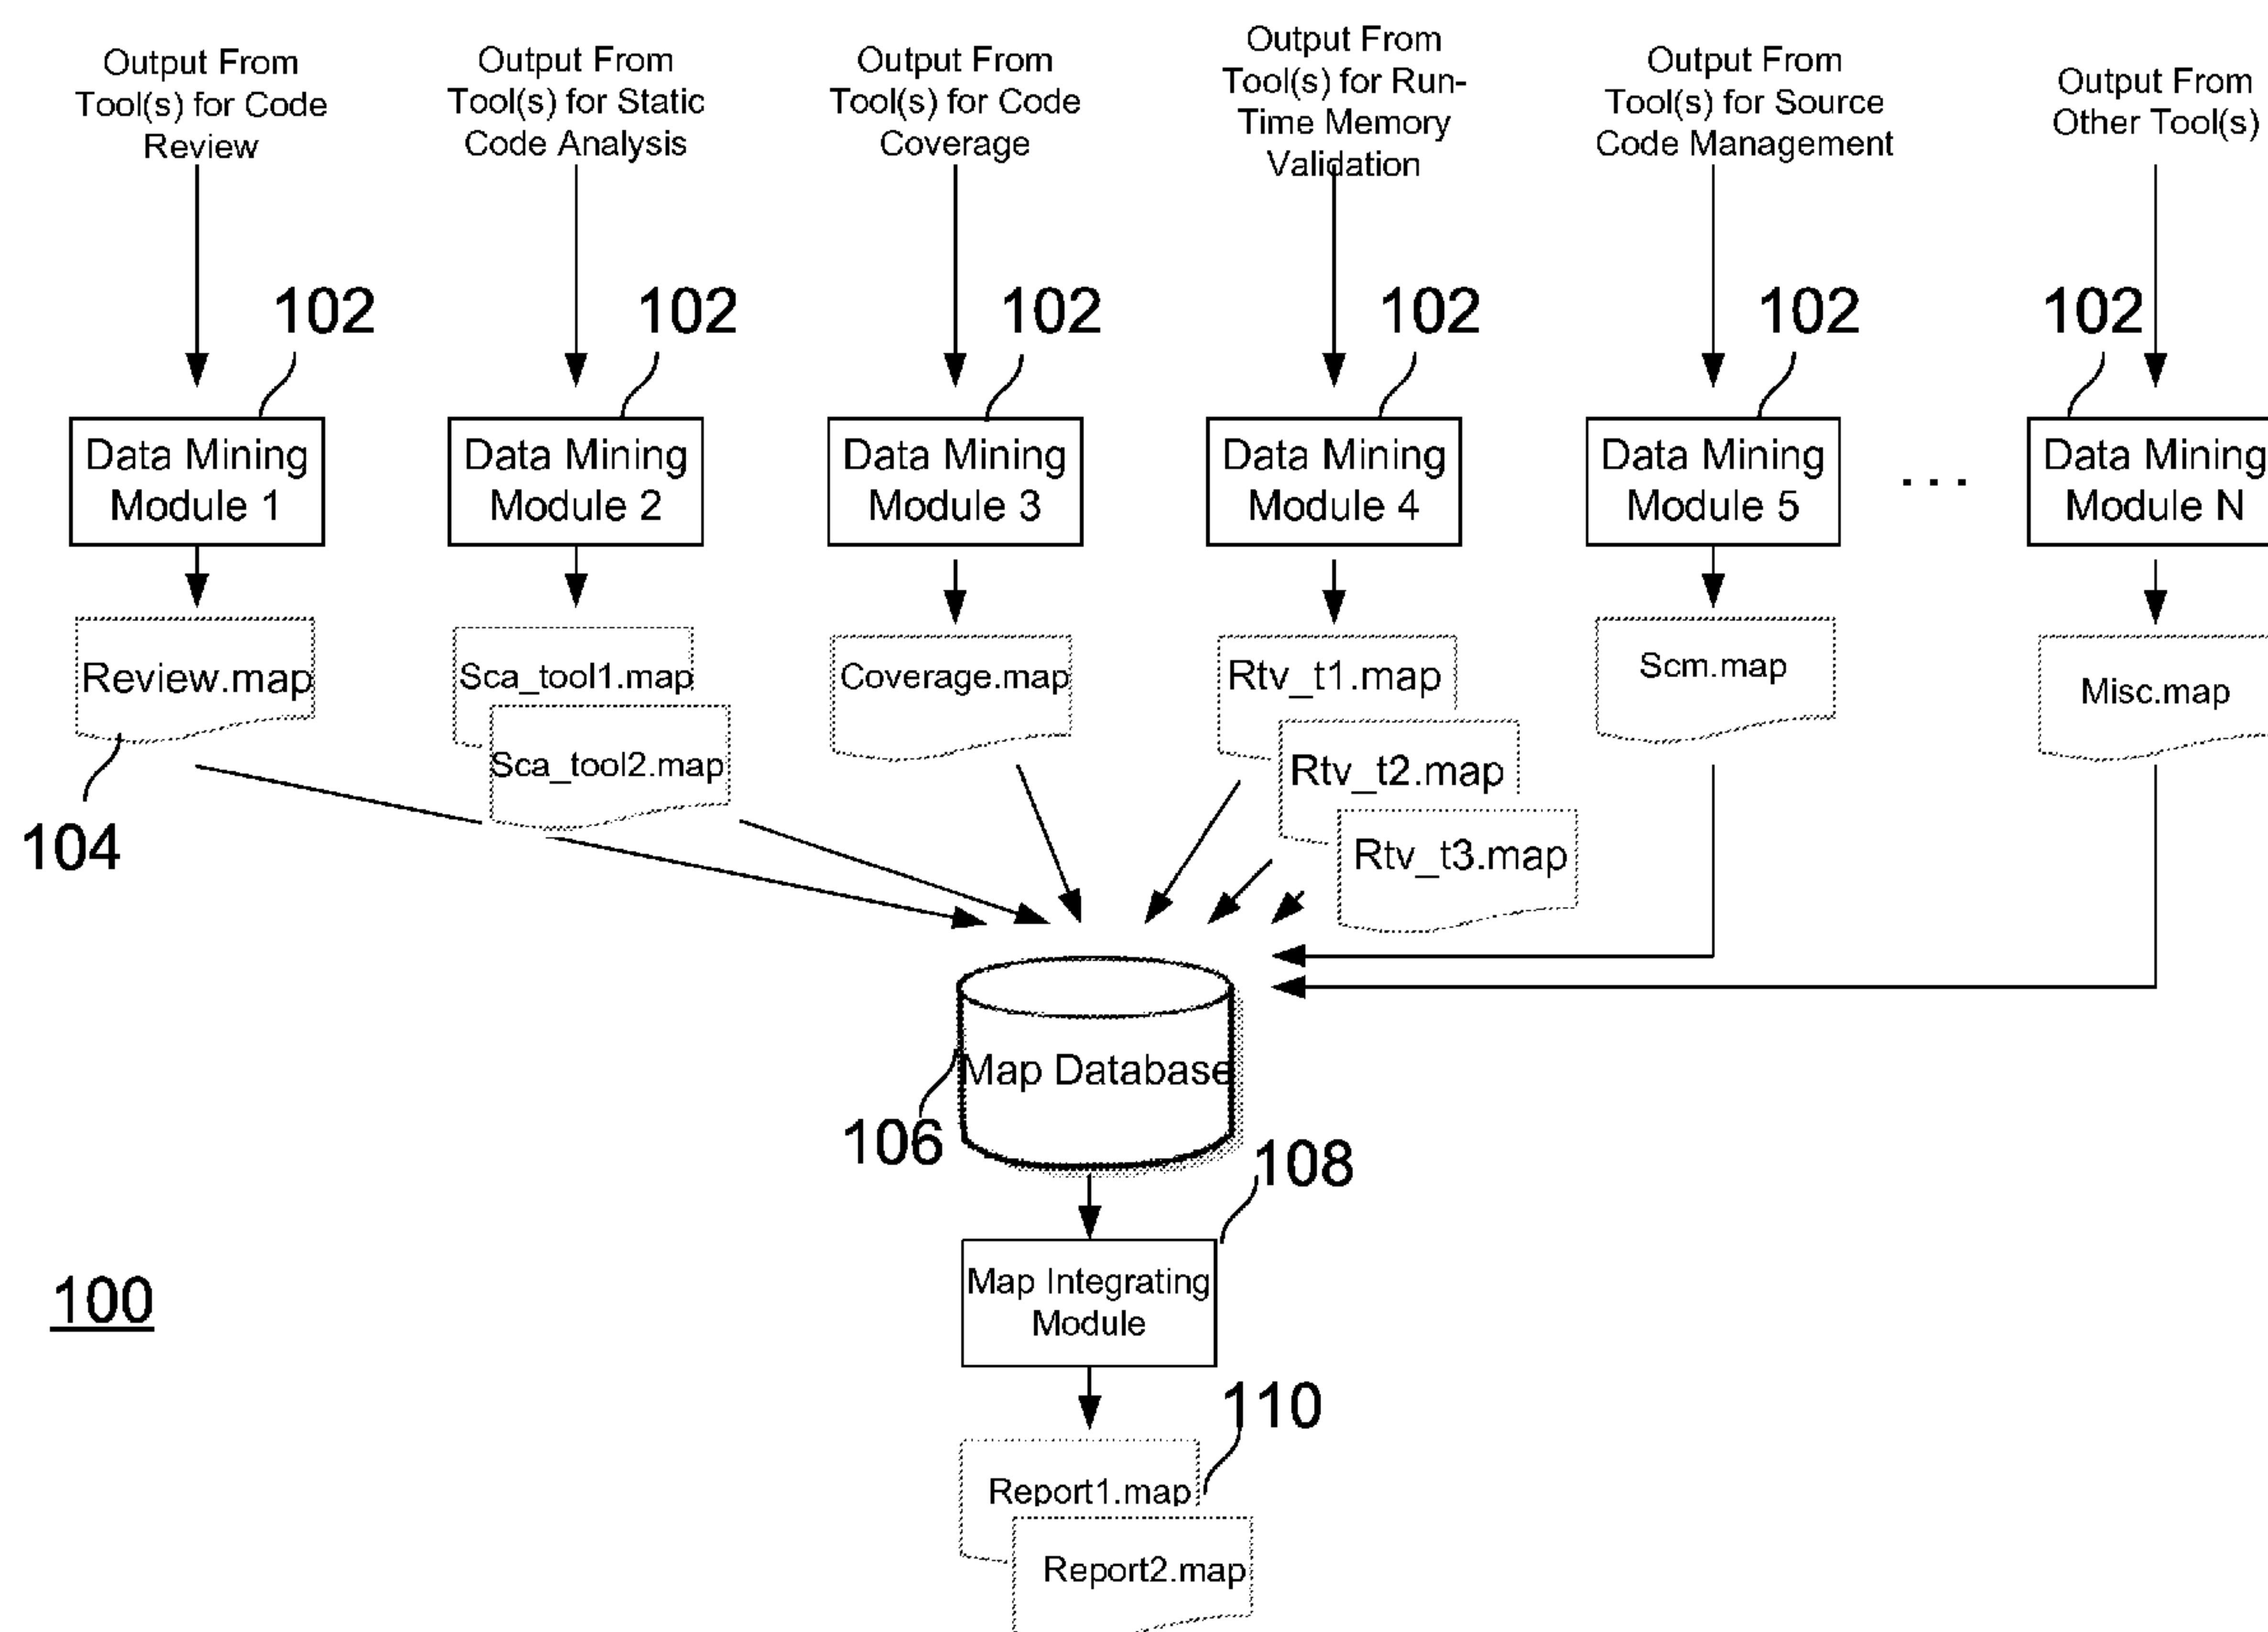 Output From
Tool(s) for Code
Review
Output From
Tool(s) for Static
Code Analysis
Output From
Tool(s) for Code
Coverage
Output From
Tool(s) for Run-
Time Memory
Validation
Output From
Tool(s) for Source
Code Management
Output From
Other Tool(s)
102
102
102
102
102
102
Data Mining
Module 1
Data Mining
Module 2
Data Mining
Module 3
Data Mining
Module 4
Data Mining
Module 5
...
Data Mining
Module N
Review.map
Sca_tool1.map
Sca_tool2.map
Coverage.map
Rtv_t1.map
Rtv_t2.map
Rtv_t3.map
Scm.map
Misc.map
104
Map Database
106
108
Map Integrating
Module
100
110
Report1.map
Report2.map